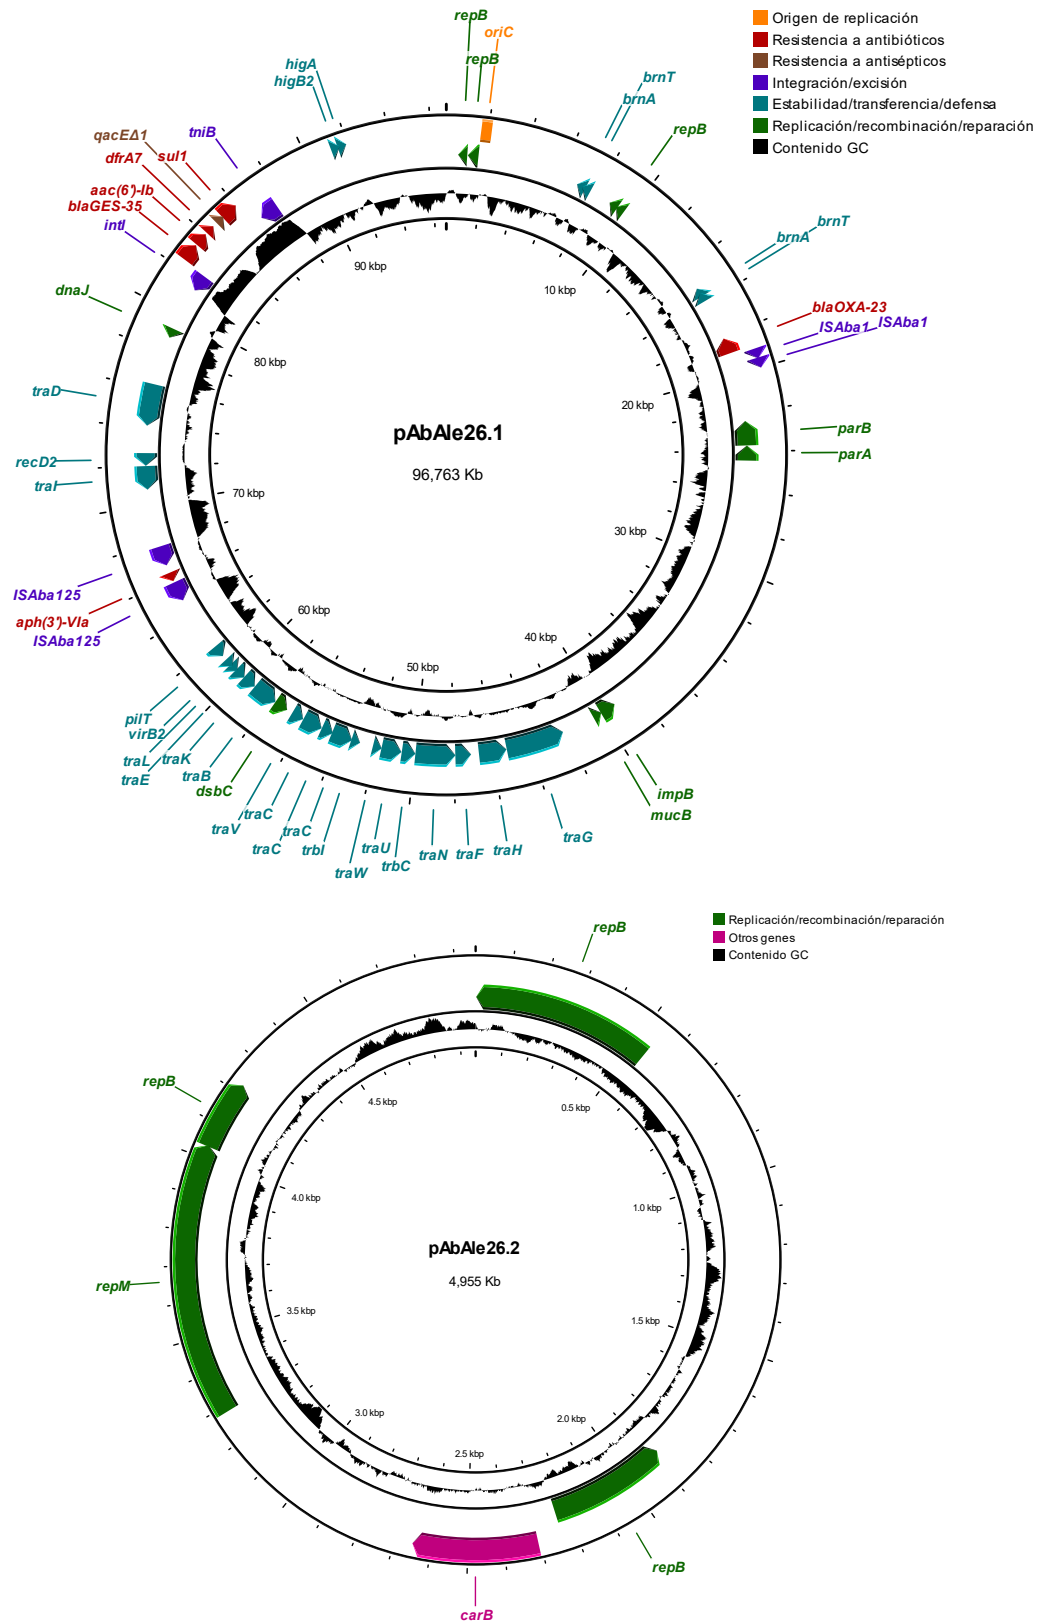 repB
oriC
repB
Origen de replicación
Resistencia a antibióticos
Resistencia a antisépticos
Integración/excisión
Estabilidad/transferencia/defensa
Replicación/recombinación/reparación
Contenido GC
higA
higB2
brnT
brnA
repB
qacEΔ1
tniB
dfrA7
sul1
aac(6')-Ib
blaGES-35
intI
brnT
brnA
dnaJ
blaOXA-23
ISAba1
ISAba1
traD
parB
parA
recD2
traI
ISAba125
aph(3')-VIa
ISAba125
pilT
virB2
traL
traK
traE
traB
dsbC
traV
traC
traC
traC
trbI
traW
traU
trbC
traN
traF
traH
traG
impB
mucB
90 kbp
10 kbp
80 kbp
20 kbp
70 kbp
30 kbp
60 kbp
40 kbp
50 kbp
pAbAle26.1
96,763 Kb
Replicación/recombinación/reparación
Otros genes
Contenido GC
repB
repB
repM
repB
carB
4.5 kbp
0.5 kbp
4.0 kbp
1.0 kbp
3.5 kbp
1.5 kbp
3.0 kbp
2.0 kbp
2.5 kbp
pAbAle26.2
4,955 Kb